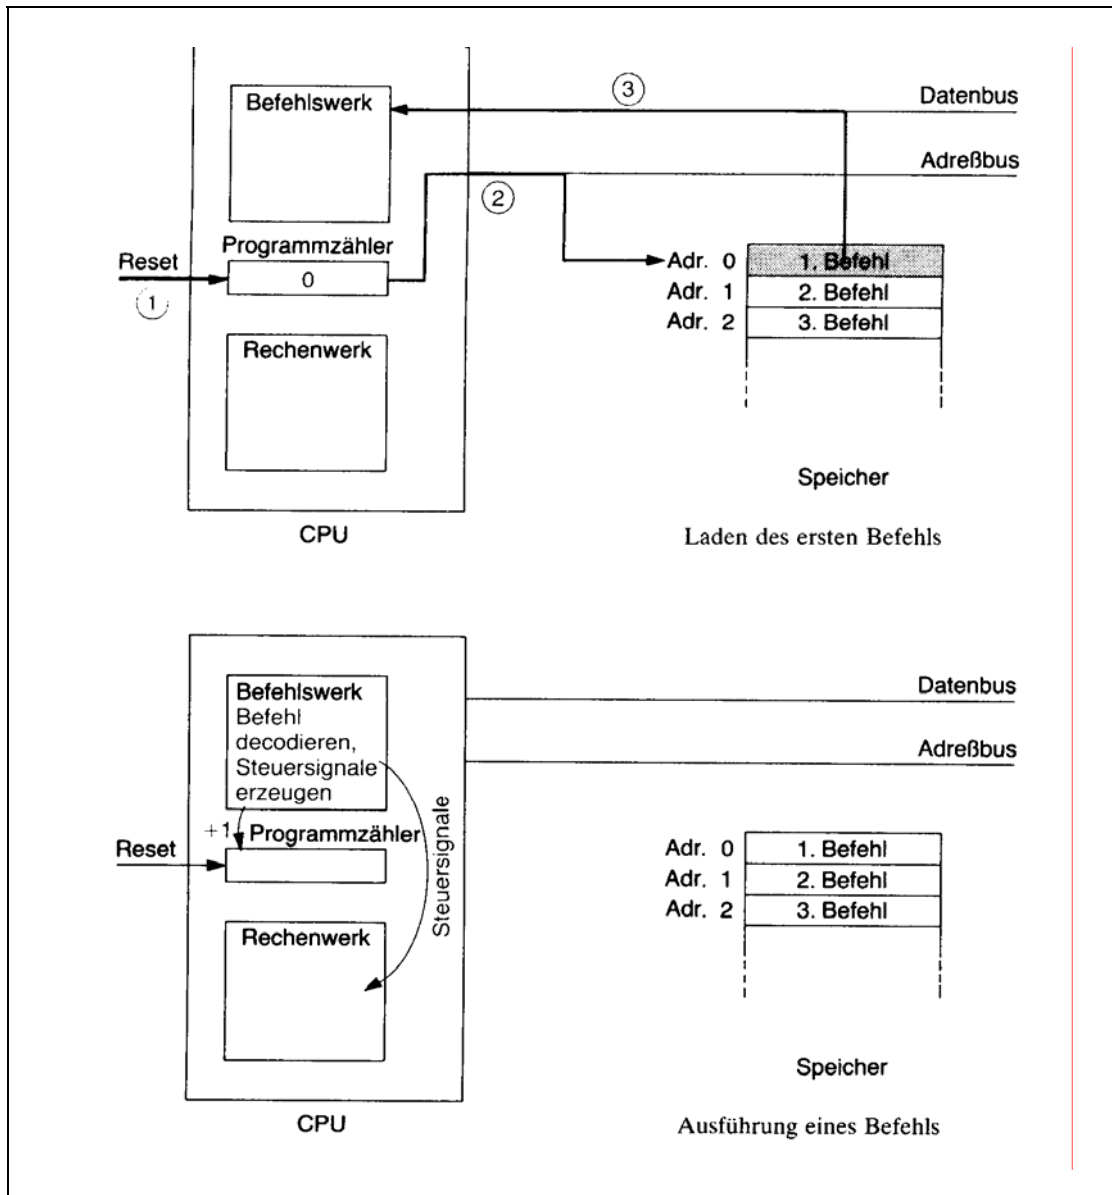 ③
Datenbus
Befehlswerk
Adreßbus
②
Programmzähler
Reset
0
①
Adr. 0 1. Befehl
Adr. 1 2. Befehl
Adr. 2 3. Befehl
Rechenwerk
Speicher
CPU
Laden des ersten Befehls
Datenbus
Befehlswerk
Befehl
decodieren,
Steuersignale
erzeugen
Adreßbus
Steuersignale
+1 Programmzähler
Reset
Adr. 0 1. Befehl
Adr. 1 2. Befehl
Adr. 2 3. Befehl
Rechenwerk
Speicher
CPU
Ausführung eines Befehls